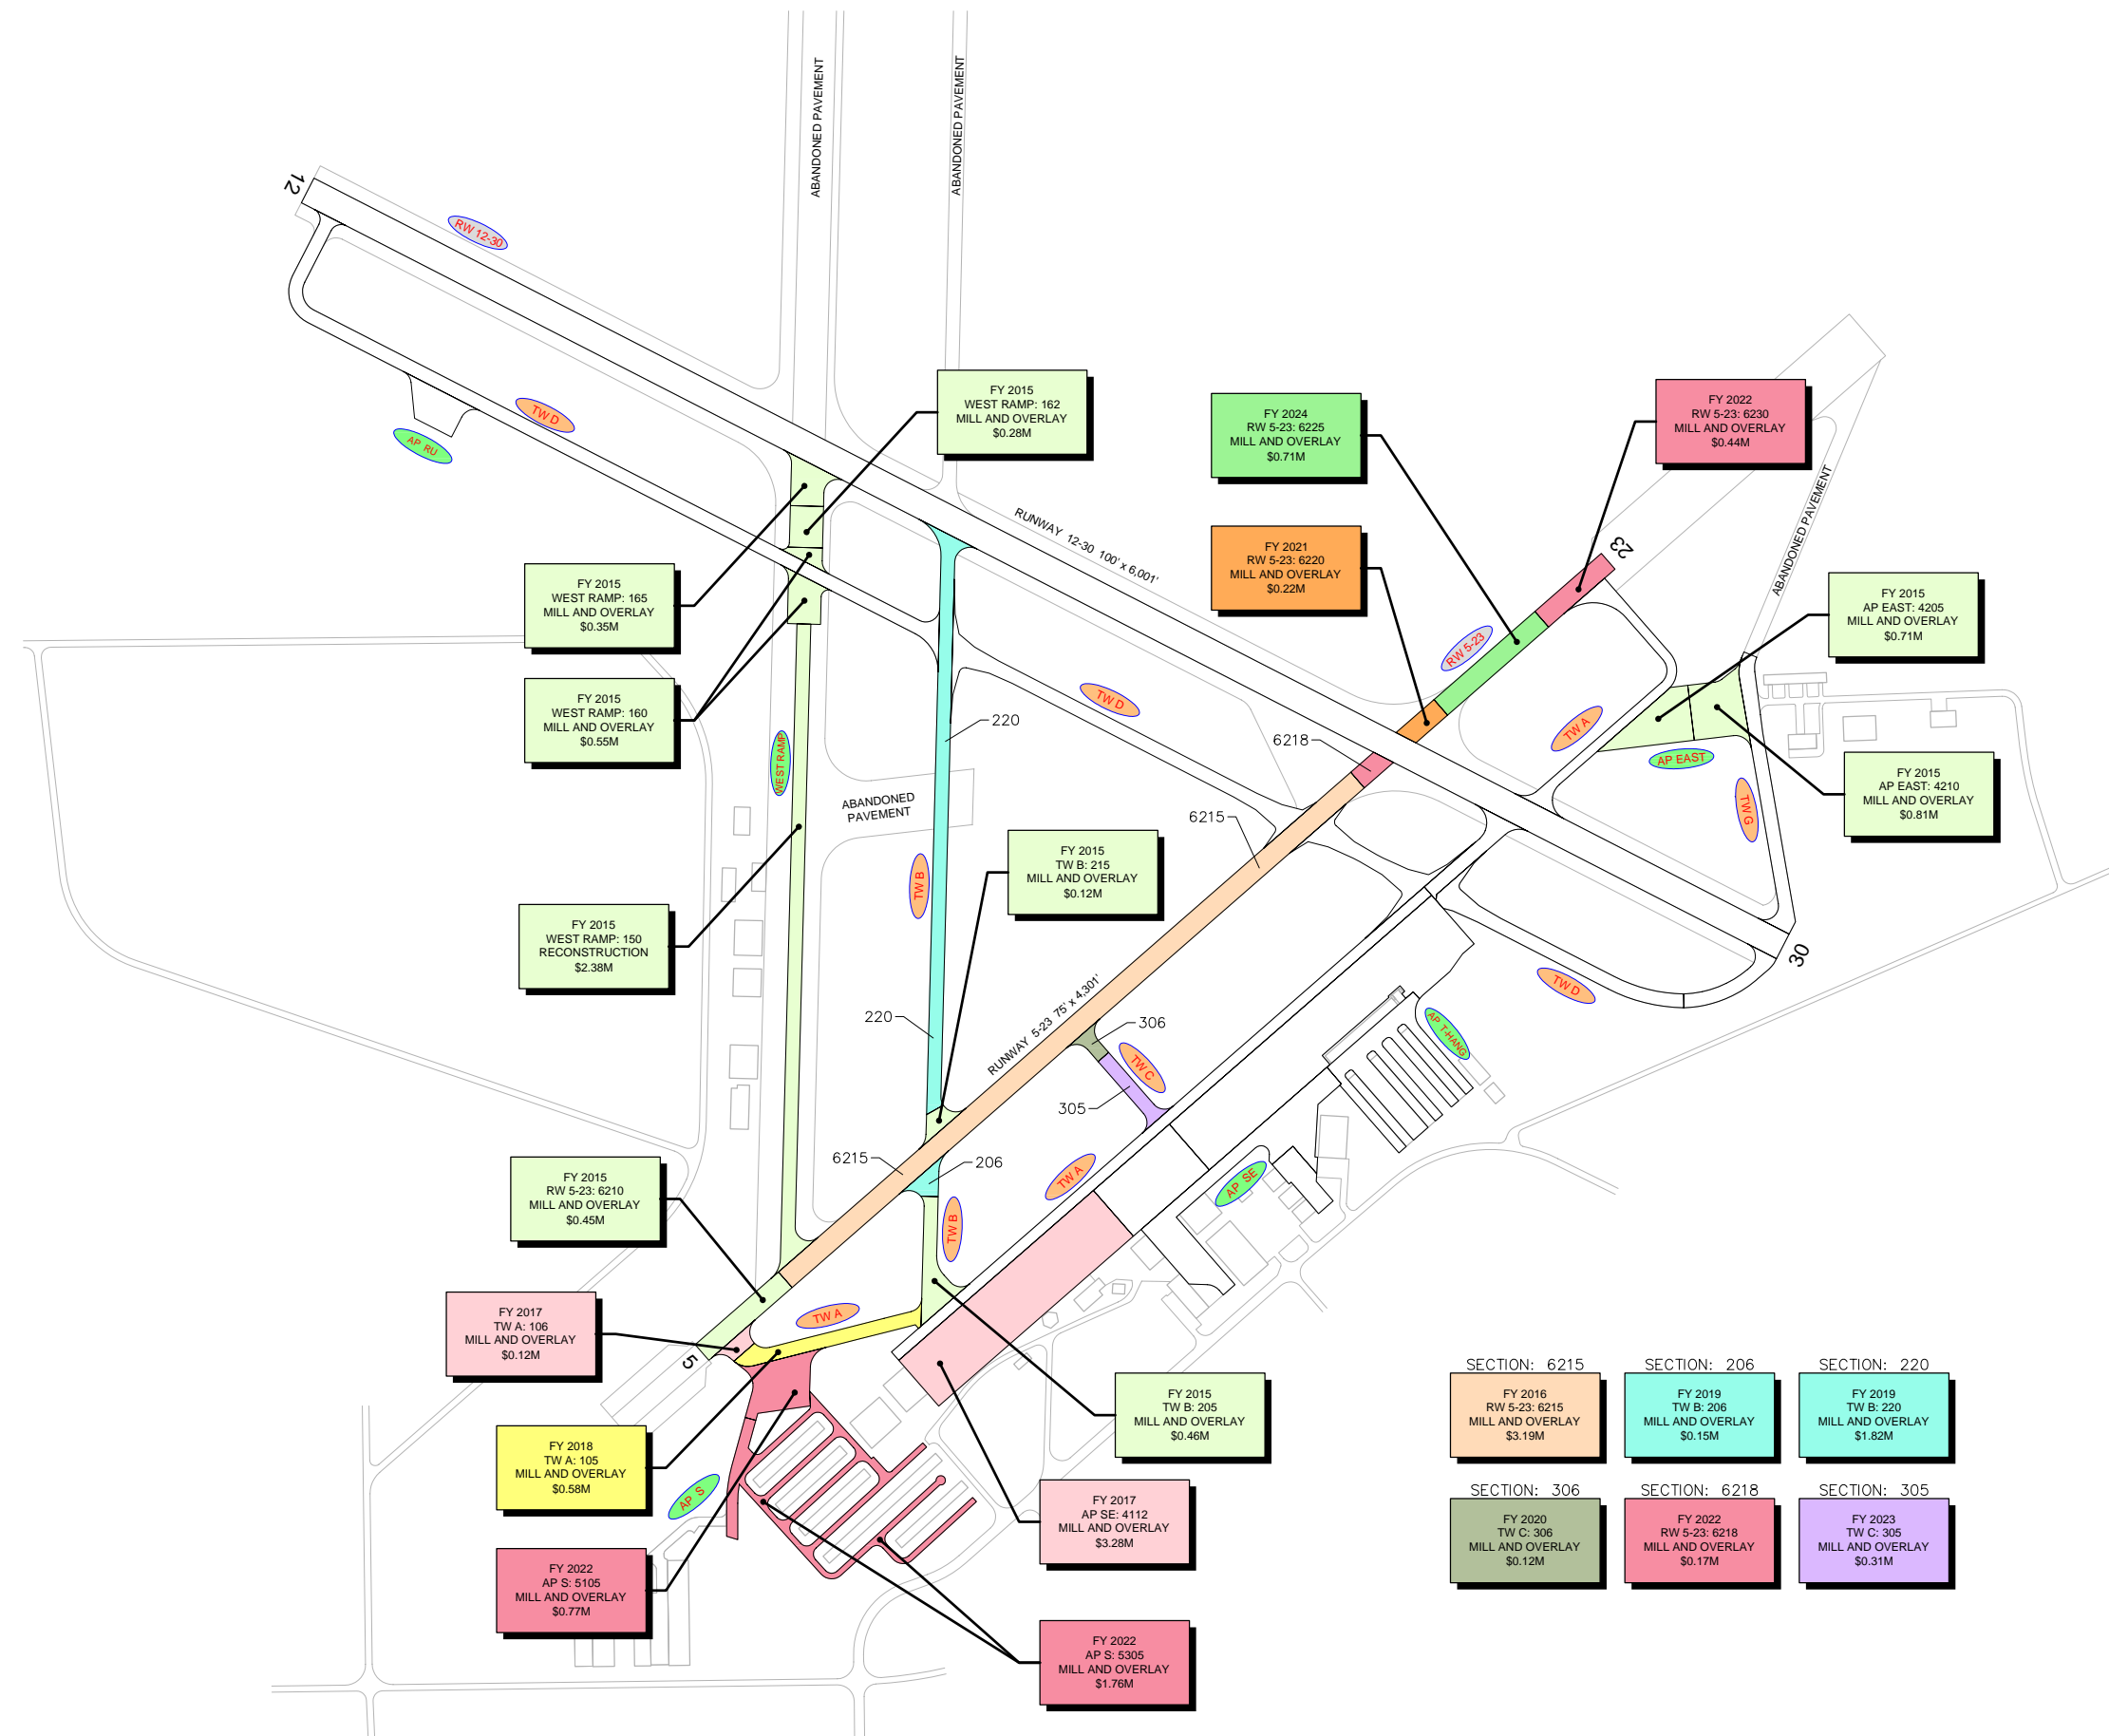 ABANDONED PAVEMENT
ABANDONED PAVEMENT
12
RW 12-30
FY 2015
WEST RAMP: 162
MILL AND OVERLAY
$0.28M
FY 2024
RW 5-23: 6225
MILL AND OVERLAY
$0.71M
FY 2022
RW 5-23: 6230
MILL AND OVERLAY
$0.44M
TW D
AP RU
RUNWAY 12-30 100' x 6,001'
ABANDONED PAVEMENT
FY 2021
RW 5-23: 6220
MILL AND OVERLAY
$0.22M
23
FY 2015
WEST RAMP: 165
MILL AND OVERLAY
$0.35M
FY 2015
AP EAST: 4205
MILL AND OVERLAY
$0.71M
RW 5-23
FY 2015
WEST RAMP: 160
MILL AND OVERLAY
$0.55M
TW D
220
TW A
6218
WEST RAMP
AP EAST
FY 2015
AP EAST: 4210
MILL AND OVERLAY
$0.81M
TW G
ABANDONED
PAVEMENT
6215
FY 2015
TW B: 215
MILL AND OVERLAY
$0.12M
TW B
FY 2015
WEST RAMP: 150
RECONSTRUCTION
$2.38M
30
TW D
RUNWAY 5-23 75' x 4,301'
220
306
AP T-HANG
TW C
305
6215
206
TW A
AP SE
FY 2015
RW 5-23: 6210
MILL AND OVERLAY
$0.45M
TW B
TW A
FY 2017
TW A: 106
MILL AND OVERLAY
$0.12M
5
FY 2015
TW B: 205
MILL AND OVERLAY
$0.46M
FY 2018
TW A: 105
MILL AND OVERLAY
$0.58M
AP S
FY 2017
AP SE: 4112
MILL AND OVERLAY
$3.28M
FY 2022
AP S: 5105
MILL AND OVERLAY
$0.77M
FY 2022
AP S: 5305
MILL AND OVERLAY
$1.76M
SECTION: 6215
FY 2016
RW 5-23: 6215
MILL AND OVERLAY
$3.19M
SECTION: 206
FY 2019
TW B: 206
MILL AND OVERLAY
$0.15M
SECTION: 220
FY 2019
TW B: 220
MILL AND OVERLAY
$1.82M
SECTION: 306
FY 2020
TW C: 306
MILL AND OVERLAY
$0.12M
SECTION: 6218
FY 2022
RW 5-23: 6218
MILL AND OVERLAY
$0.17M
SECTION: 305
FY 2023
TW C: 305
MILL AND OVERLAY
$0.31M